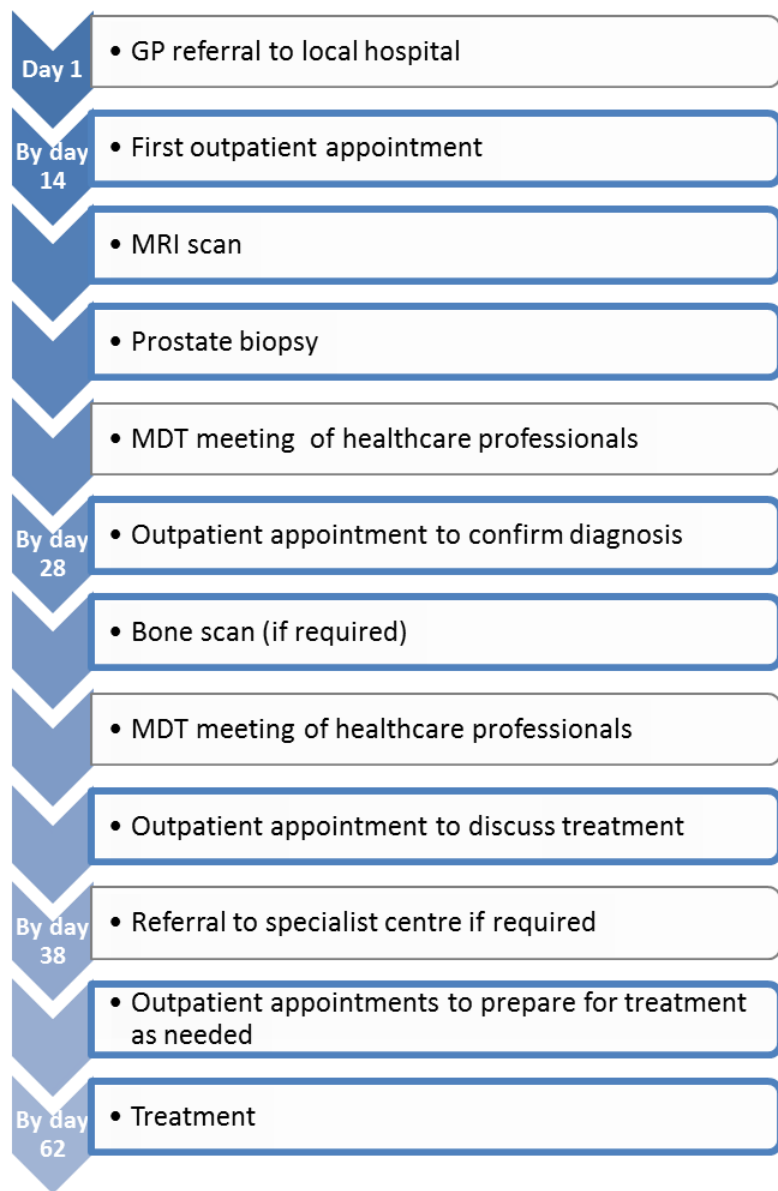 Day 1
• GP referral to local hospital
By day
14
• First outpatient appointment
• MRI scan
• Prostate biopsy
• MDT meeting of healthcare professionals
By day
28
• Outpatient appointment to confirm diagnosis
• Bone scan (if required)
• MDT meeting of healthcare professionals
• Outpatient appointment to discuss treatment
By day
38
• Referral to specialist centre if required
• Outpatient appointments to prepare for treatment
as needed
By day
62
• Treatment